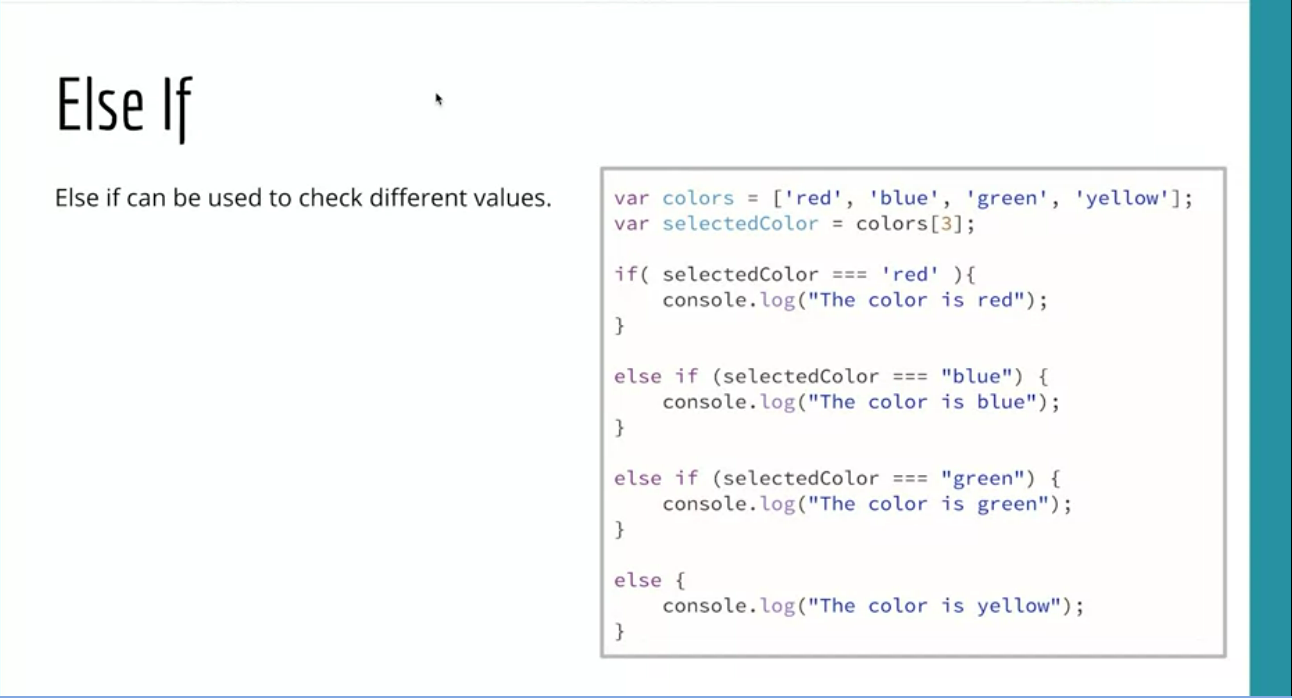 Else If
Else if can be used to check different values.
var colors = ['red', 'blue', 'green', 'yellow'];
var selectedColor = colors[3];
if( selectedColor === 'red' ){
    console.log("The color is red");
}
else if (selectedColor === "blue") {
    console.log("The color is blue");
}
else if (selectedColor === "green") {
    console.log("The color is green");
}
else {
    console.log("The color is yellow");
}